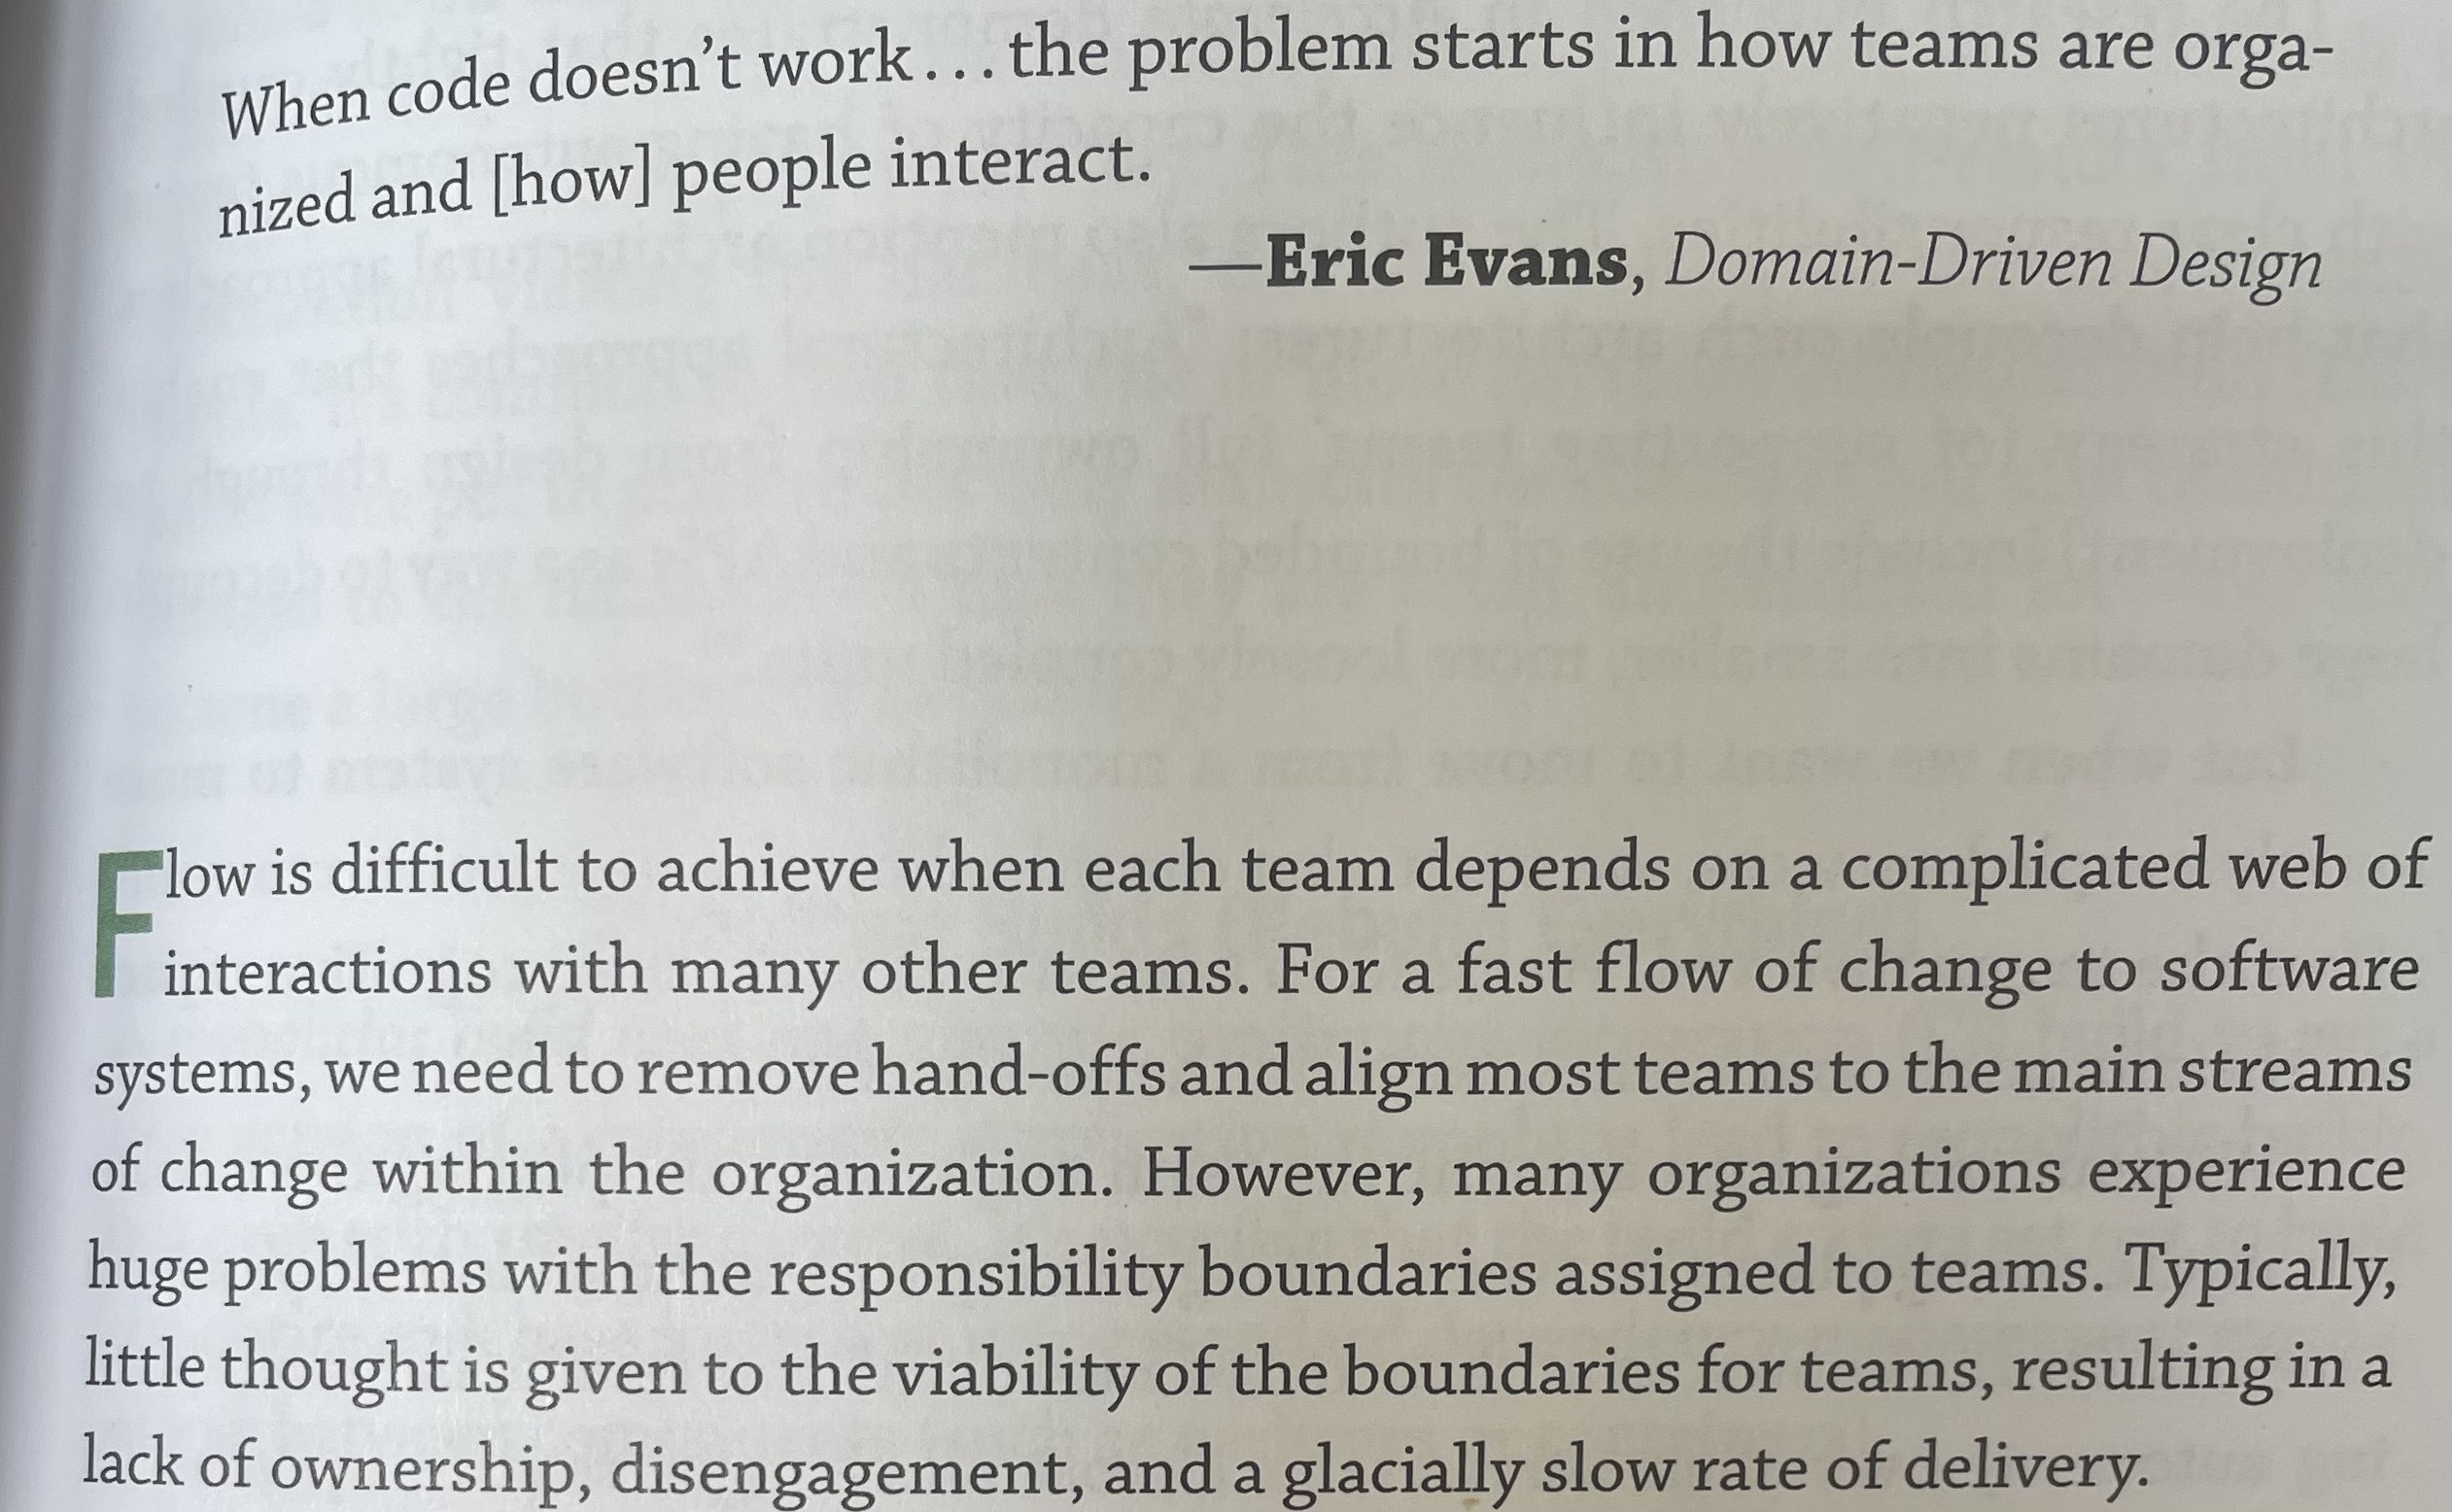 When code doesn't work...the problem starts in how teams are orga-
nized and [how] people interact.
—Eric Evans, Domain-Driven Design
Flow is difficult to achieve when each team depends on a complicated web of
interactions with many other teams. For a fast flow of change to software
systems, we need to remove hand-offs and align most teams to the main streams
of change within the organization. However, many organizations experience
huge problems with the responsibility boundaries assigned to teams. Typically,
little thought is given to the viability of the boundaries for teams, resulting in a
lack of ownership, disengagement, and a glacially slow rate of delivery.